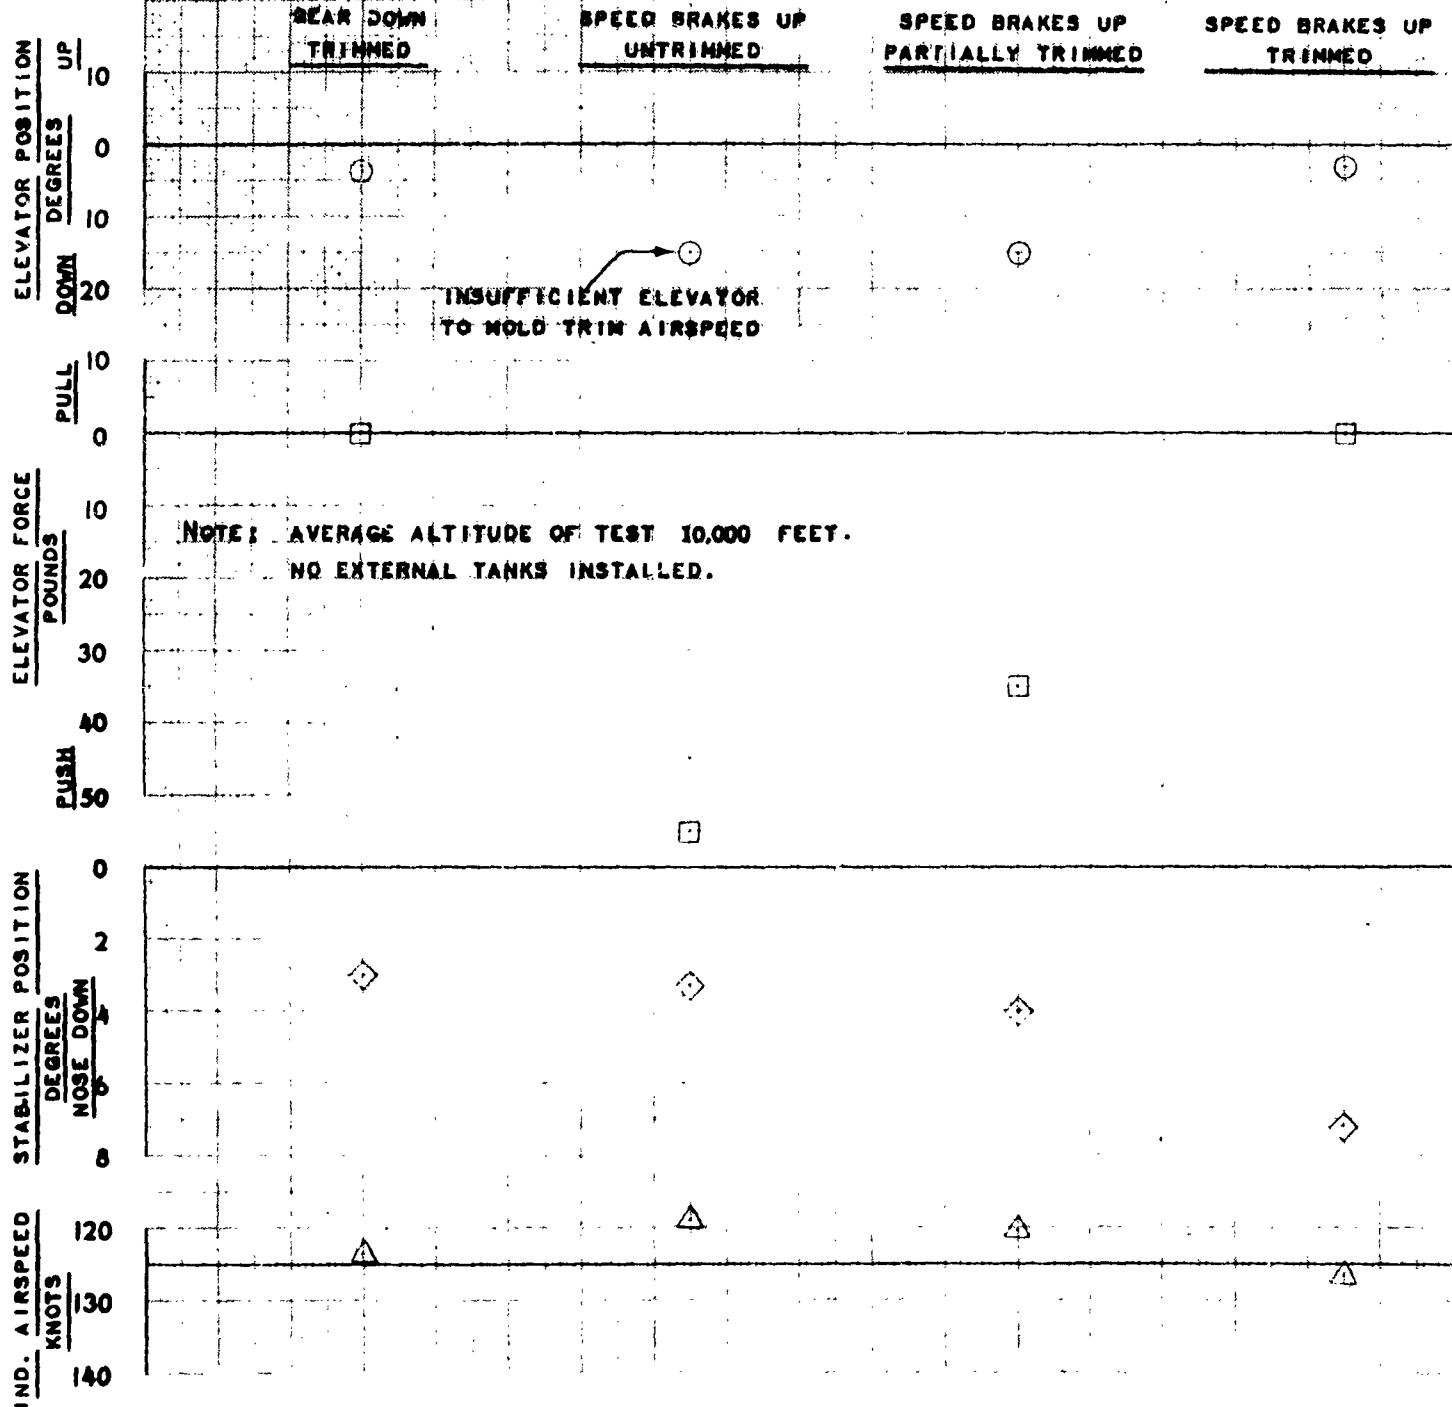 GEAR DOWN
TRIMMED
SPEED BRAKES UP
UNTRIMMED
SPEED BRAKES UP
PARTIALLY TRIMMED
SPEED BRAKES UP
TRIMMED
ELEVATOR POSITION
DEGREES
UP
DOWN
10
0
10
20
INSUFFICIENT ELEVATOR
TO HOLD TRIM AIRSPEED
ELEVATOR FORCE
POUNDS
PULL
PUSH
10
0
10
20
30
40
50
NOTE: AVERAGE ALTITUDE OF TEST 10,000 FEET.
NO EXTERNAL TANKS INSTALLED.
STABILIZER POSITION
DEGREES
NOSE DOWN
0
2
4
6
8
IND. AIRSPEED
KNOTS
120
130
140